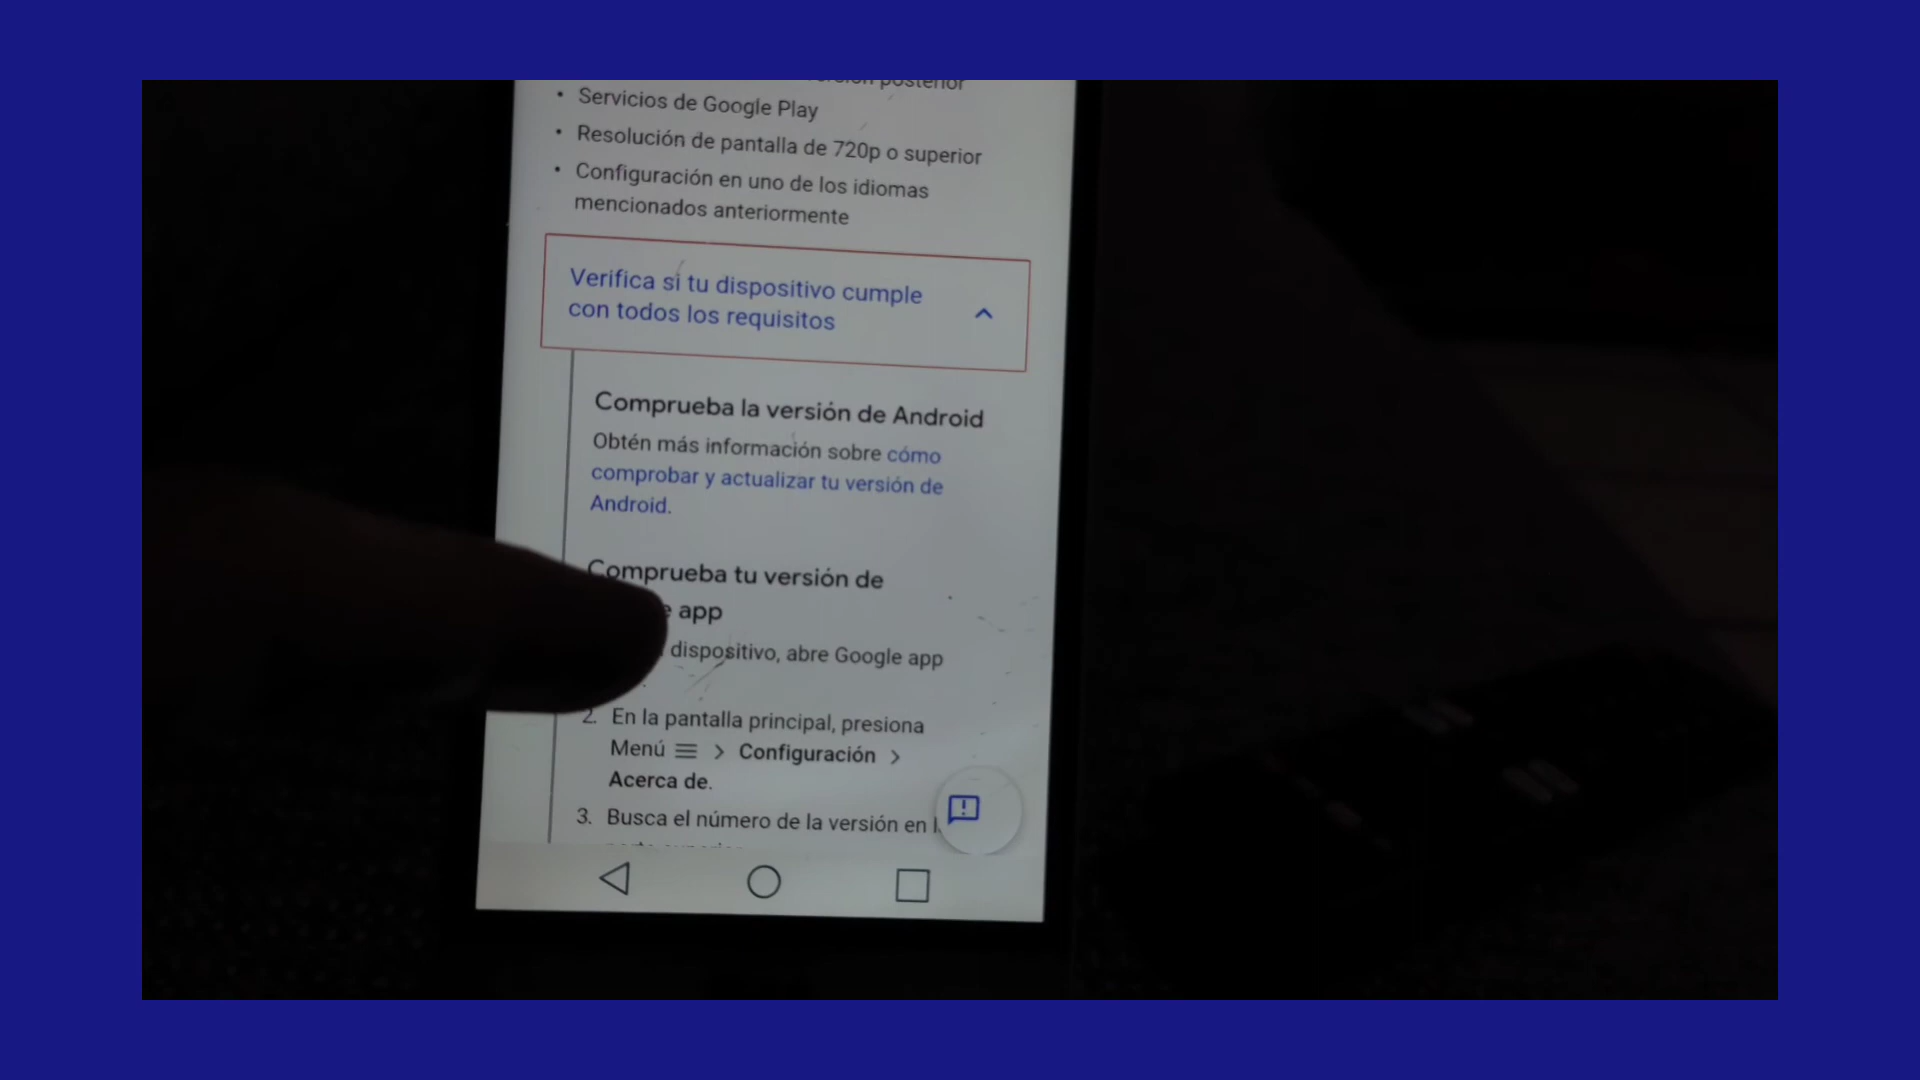 posterior
• Servicios de Google Play
• Resolución de pantalla de 720p o superior
• Configuración en uno de los idiomas
mencionados anteriormente
Verifica si tu dispositivo cumple
con todos los requisitos
Comprueba la versión de Android
Obtén más información sobre cómo
comprobar y actualizar tu versión de
Android.
Comprueba tu versión de
app
dispositivo, abre Google app
2. En la pantalla principal, presiona
Menú ☰ > Configuración >
Acerca de.
3. Busca el número de la versión en